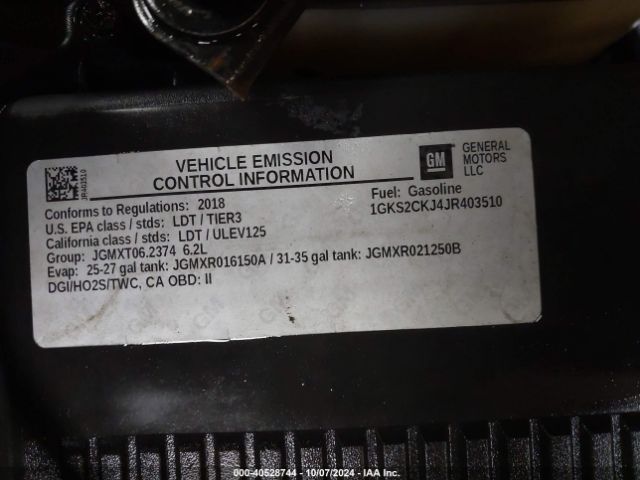 VEHICLE EMISSION
CONTROL INFORMATION
GM
GENERAL
MOTORS
LLC
JR403510
Conforms to Regulations: 2018
Fuel: Gasoline
U.S. EPA class / stds: LDT / TIER3
1GKS2CKJ4JR403510
California class / stds: LDT / ULEV125
Group: JGMXT06.2374 6.2L
Evap: 25-27 gal tank: JGMXR016150A / 31-35 gal tank: JGMXR021250B
DGI/HO2S/TWC, CA OBD: II
000-40528744 - 10/07/2024 - IAA Inc.